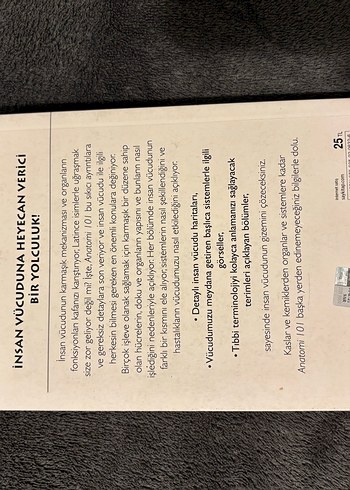 İNSAN VÜCUDUNA HEYECAN VERİCİ
BİR YOLCULUK!
İnsan vücudunun karmaşık mekanizması ve organların
fonksiyonları kafanızı karıştırıyor, Latince isimlerle uğraşmak
size zor geliyor değil mi? İşte, Anatomi 101 bu sıkıcı ayrıntılara
ve gereksiz detaylara son veriyor ve insan vücudu ile ilgili
herkesin bilmesi gereken en önemli konulara değiniyor.
Birçok işleve olanak sağlamak için karmaşık bir düzene sahip
olan hücrelerin, doku ve organların yapısını ve bunların nasıl
işlediğini nedenleriyle açıklıyor. Her bölümde insan vücudunun
farklı bir kısmını ele alıyor, sistemlerin nasıl şekillendiğini ve
hastalıkların vücudumuzu nasıl etkilediğini açıklıyor.
• Detaylı insan vücudu haritaları,
• Vücudumuzu meydana getiren başlıca sistemlerle ilgili
görseller,
• Tıbbi terminolojiyi kolayca anlamanızı sağlayacak
terimleri açıklayan bölümler,
sayesinde insan vücudunun gizemini çözeceksiniz.
Kaslar ve kemiklerden organlar ve sistemlere kadar
Anatomi 101 başka yerden edinemeyeceğiniz bilgilerle dolu.
25 TL